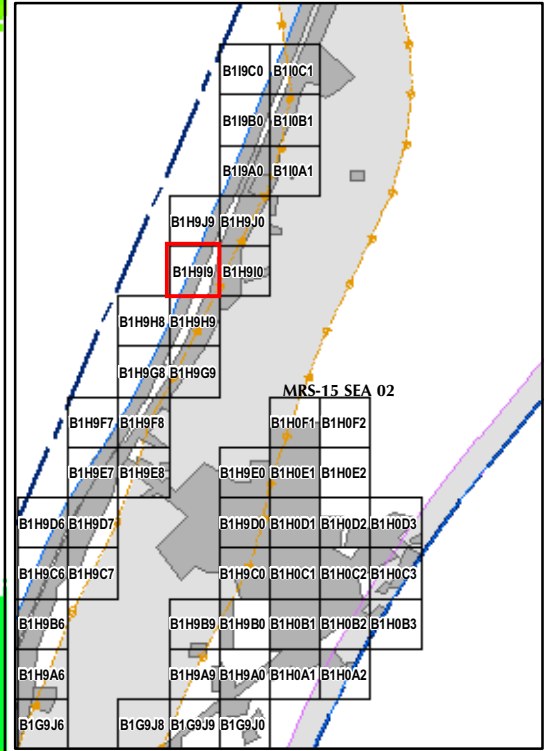 B1I9C0 B1I0C1
B1I9B0 B1I0B1
B1I9A0 B1I0A1
B1H9J9 B1H9J0
B1H9I9 B1H9I0
B1H9H8 B1H9H9
B1H9G8 B1H9G9
MRS-15 SEA 02
B1H9F7 B1H9F8 B1H0F1 B1H0F2
B1H9E7 B1H9E8 B1H9E0 B1H0E1 B1H0E2
B1H9D6 B1H9D7 B1H9D0 B1H0D1 B1H0D2 B1H0D3
B1H9C6 B1H9C7 B1H9C0 B1H0C1 B1H0C2 B1H0C3
B1H9B6 B1H9B9 B1H9B0 B1H0B1 B1H0B2 B1H0B3
B1H9A6 B1H9A9 B1H9A0 B1H0A1 B1H0A2
B1G9J6 B1G9J8 B1G9J9 B1G9J0